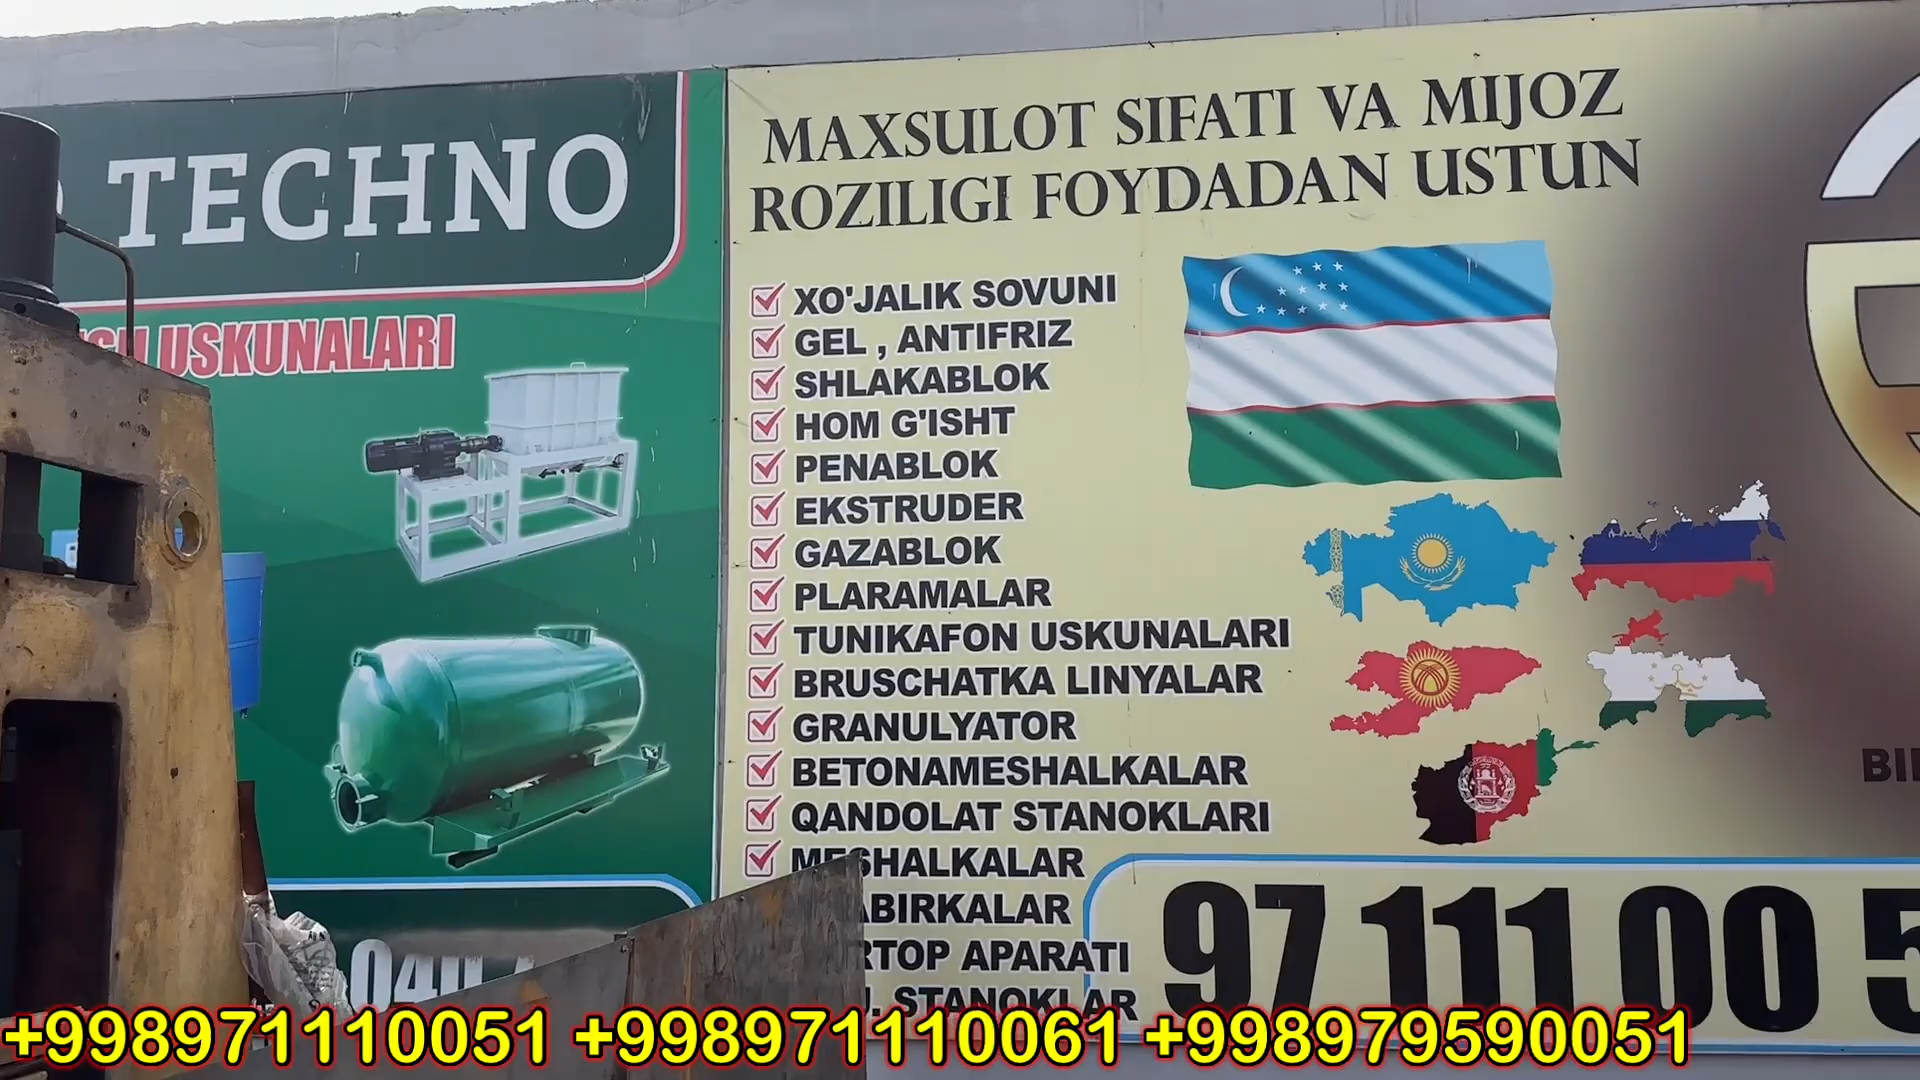 TECHNO
USKUNALARI
MAXSULOT SIFATI VA MIJOZ
ROZILIGI FOYDADAN USTUN
XO'JALIK SOVUNI
GEL , ANTIFRIZ
SHLAKABLOK
HOM G'ISHT
PENABLOK
EKSTRUDER
GAZABLOK
PLARAMALAR
TUNIKAFON USKUNALARI
BRUSCHATKA LINYALAR
GRANULYATOR
BETONAMESHALKALAR
QANDOLAT STANOKLARI
MESHALKALAR
ABIRKALAR
RTOP APARATI
STANOKLAR
97 111 00 5
040
+998971110051 +998971110061 +998979590051